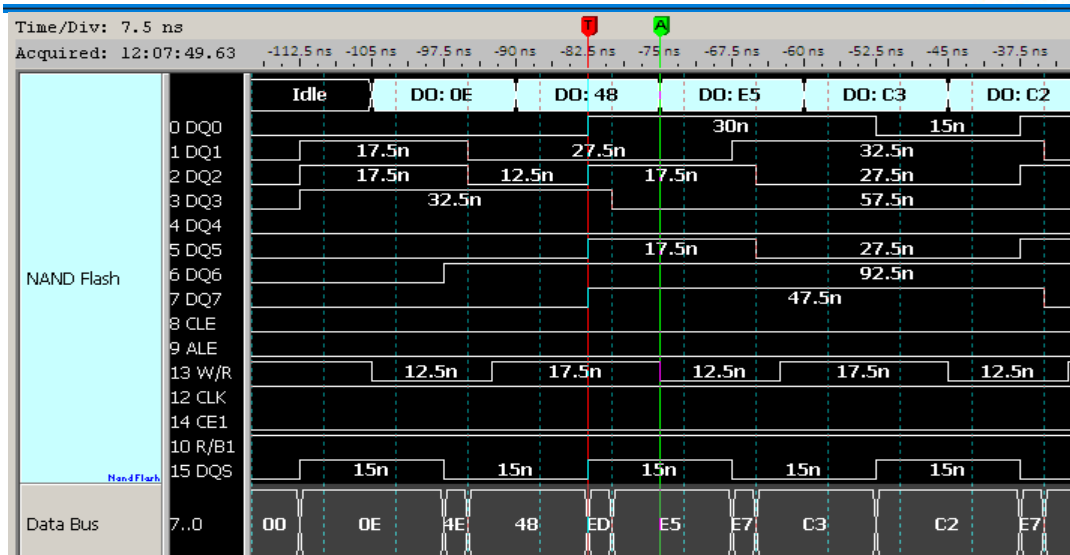 Time/Div: 7.5 ns
T A
Acquired: 12:07:49.63 -112.5 ns -105 ns -97.5 ns -90 ns -82.5 ns -75 ns -67.5 ns -60 ns -52.5 ns -45 ns -37.5 ns
Idle DO: 0E DO: 48 DO: E5 DO: C3 DO: C2
0 DQ0 30n 15n
1 DQ1 17.5n 27.5n 32.5n
2 DQ2 17.5n 12.5n 17.5n 27.5n
3 DQ3 32.5n 57.5n
4 DQ4
5 DQ5 17.5n 27.5n
NAND Flash
6 DQ6 92.5n
7 DQ7 47.5n
8 CLE
9 ALE
13 W/R 12.5n 17.5n 12.5n 17.5n 12.5n
12 CLK
14 CE1
10 R/B1
NandFlash
15 DQS 15n 15n 15n 15n 15n
Data Bus 7..0 00 0E 4E 48 ED E5 E7 C3 C2 E7